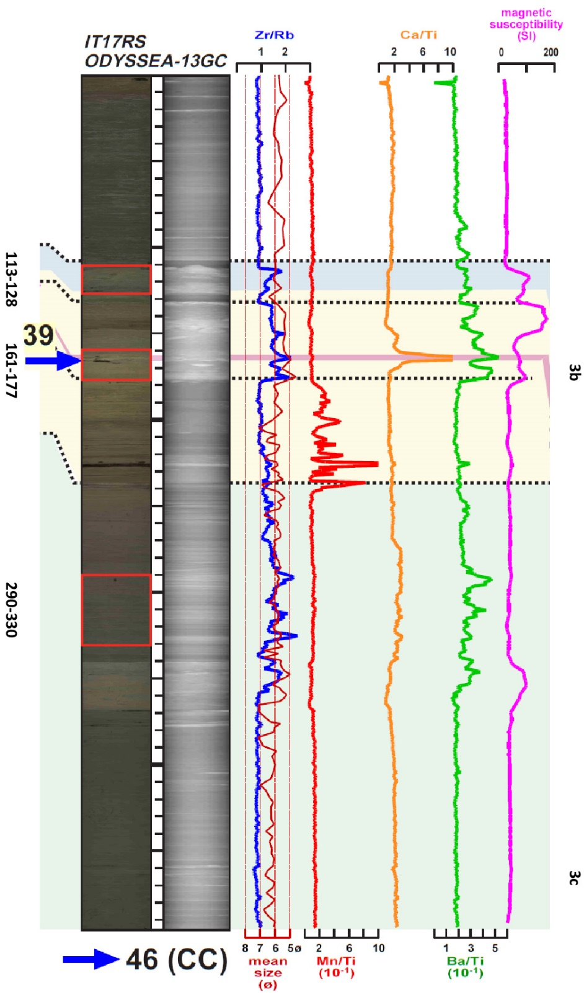 magnetic
susceptibility
(SI)
Zr/Rb
Ca/Ti
IT17RS
ODYSSEA-13GC
1 2
2 6 10
0 200
113-128
39
161-177
3b
290-330
3c
46 (CC)
8 7 6 5ø
mean
size
(ø)
2 6 10
Mn/Ti
(10⁻¹)
1 3 5
Ba/Ti
(10⁻¹)